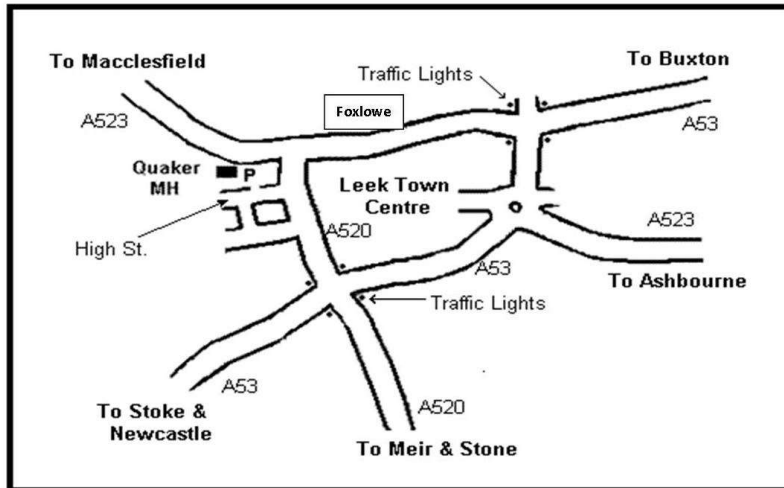 To Macclesfield
To Buxton
Traffic Lights
Foxlowe
A523
A53
Quaker
MH
P
Leek Town
Centre
A523
High St.
A520
A53
To Ashbourne
Traffic Lights
A53
A520
To Stoke &
Newcastle
To Meir & Stone